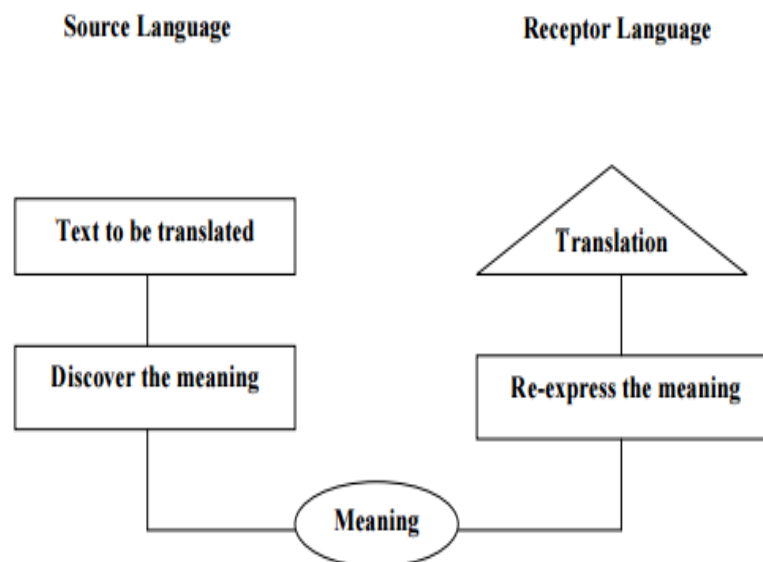 Source Language
Receptor Language
Text to be translated
Translation
Discover the meaning
Re-express the meaning
Meaning